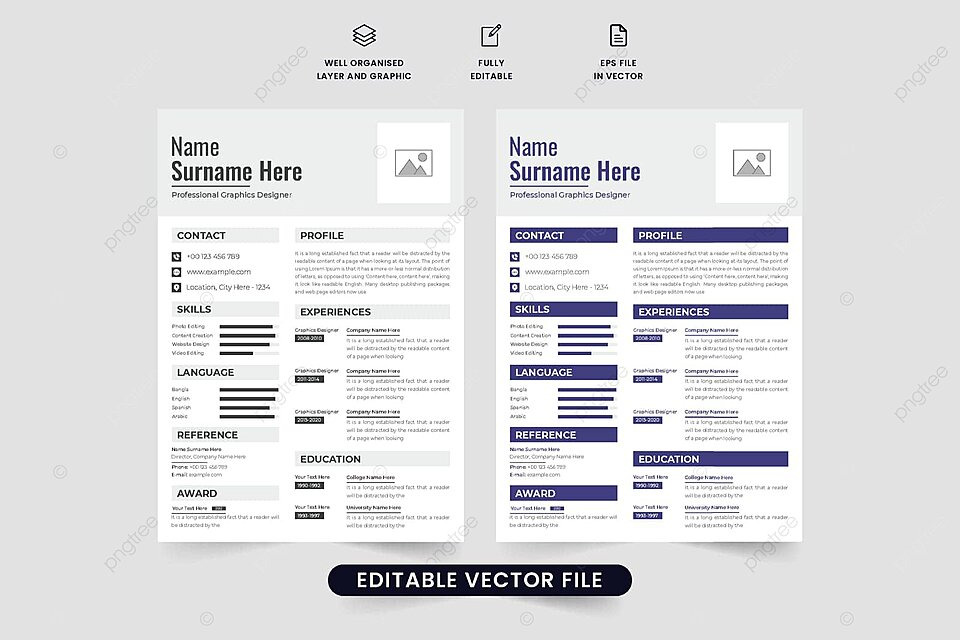 WELL ORGANISED
LAYER AND GRAPHIC
FULLY
EDITABLE
EPS FILE
IN VECTOR
Name
Surname Here
Professional Graphics Designer
CONTACT
+00 123 456 789
www.example.com
Location, City Here - 1234
SKILLS
Photo Editing
Content Creation
Website Design
Video Editing
LANGUAGE
Bangla
English
Spanish
Arabic
REFERENCE
Name Surname Here
Director, Company Name Here
Phone: +00 123 456 789
E-mail: example.com
AWARD
Your Text Here
It is a long established fact that a reader will
be distracted by the
PROFILE
It is a long established fact that a reader will be distracted by the
readable content of a page when looking at its layout. The point of
using Lorem Ipsum is that it has a more or-less normal distribution
of letters, as opposed to using 'Content here, content here', making
it look like readable English. Many desktop publishing packages
and web page editors now use
EXPERIENCES
Graphics Designer
2008-2010
Company Name Here
It is a long established fact that a reader
will be distracted by the readable content
of a page when looking
Graphics Designer
2011-2014
Company Name Here
It is a long established fact that a reader
will be distracted by the readable content
of a page when looking
Graphics Designer
2015-2020
Company Name Here
It is a long established fact that a reader
will be distracted by the readable content
of a page when looking
EDUCATION
Your Text Here
1990-1992
College Name Here
It is a long established fact that a reader
will be distracted by the
Your Text Here
1993-1997
University Name Here
It is a long established fact that a reader
will be distracted by the
Name
Surname Here
Professional Graphics Designer
CONTACT
+00 123 456 789
www.example.com
Location, City Here - 1234
SKILLS
Photo Editing
Content Creation
Website Design
Video Editing
LANGUAGE
Bangla
English
Spanish
Arabic
REFERENCE
Name Surname Here
Director, Company Name Here
Phone: +00 123 456 789
E-mail: example.com
AWARD
Your Text Here
It is a long established fact that a reader will
be distracted by the
PROFILE
It is a long established fact that a reader will be distracted by the
readable content of a page when looking at its layout. The point of
using Lorem Ipsum is that it has a more or-less normal distribution
of letters, as opposed to using 'Content here, content here', making
it look like readable English. Many desktop publishing packages
and web page editors now use
EXPERIENCES
Graphics Designer
2008-2010
Company Name Here
It is a long established fact that a reader
will be distracted by the readable content
of a page when looking
Graphics Designer
2011-2014
Company Name Here
It is a long established fact that a reader
will be distracted by the readable content
of a page when looking
Graphics Designer
2015-2020
Company Name Here
It is a long established fact that a reader
will be distracted by the readable content
of a page when looking
EDUCATION
Your Text Here
1990-1992
College Name Here
It is a long established fact that a reader
will be distracted by the
Your Text Here
1993-1997
University Name Here
It is a long established fact that a reader
will be distracted by the
EDITABLE VECTOR FILE
pngtree